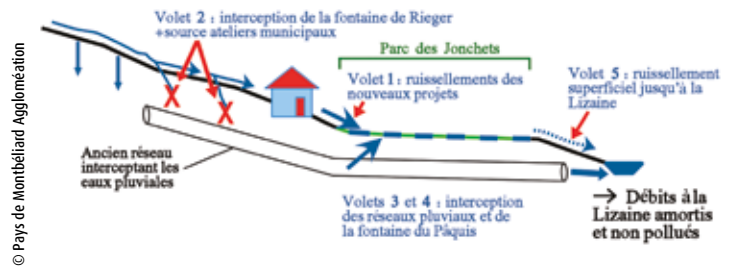 Volet 2 : interception de la fontaine de Rieger
+source ateliers municipaux
Parc des Jonchets
Volet 1 : ruissellements des
nouveaux projets
Volet 5 : ruissellement
superficiel jusqu'à la
Lizaine
Ancien réseau
interceptant les
eaux pluviales
Volets 3 et 4 : interception
des réseaux pluviaux et de
la fontaine du Pâquis
→ Débits à la
Lizaine amortis
et non pollués
© Pays de Montbéliard Aggloméation